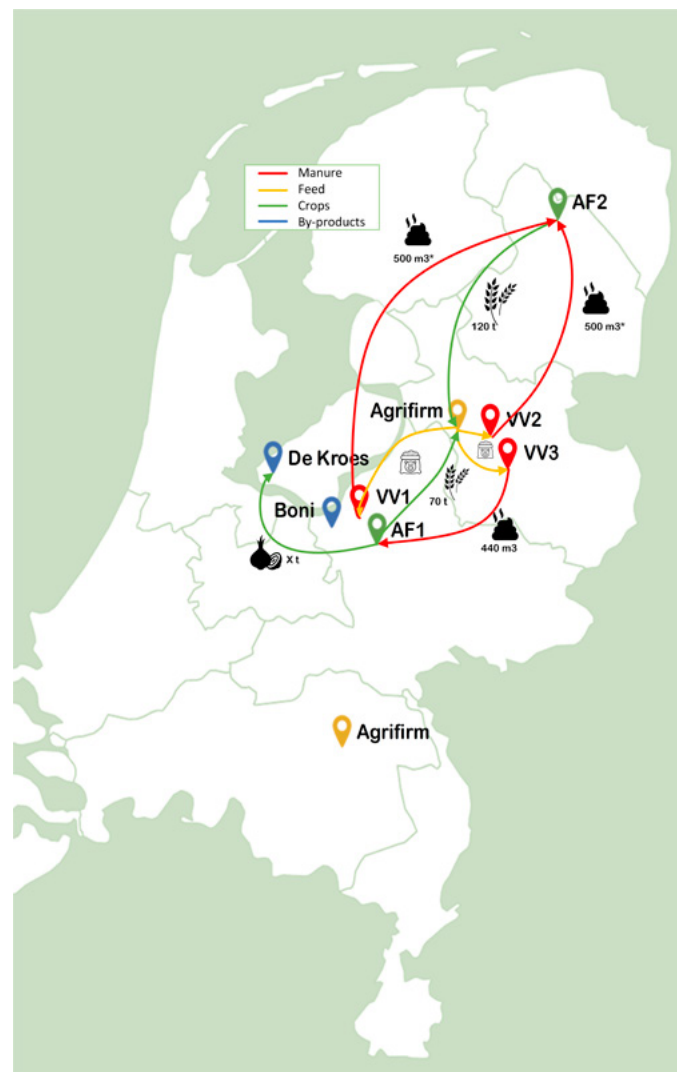 Manure
Feed
Crops
By-products
AF2
500 m3*
120 t
500 m3*
Agrifirm
VV2
VV3
De Kroes
VV1
70 t
Boni
AF1
440 m3
X t
Agrifirm